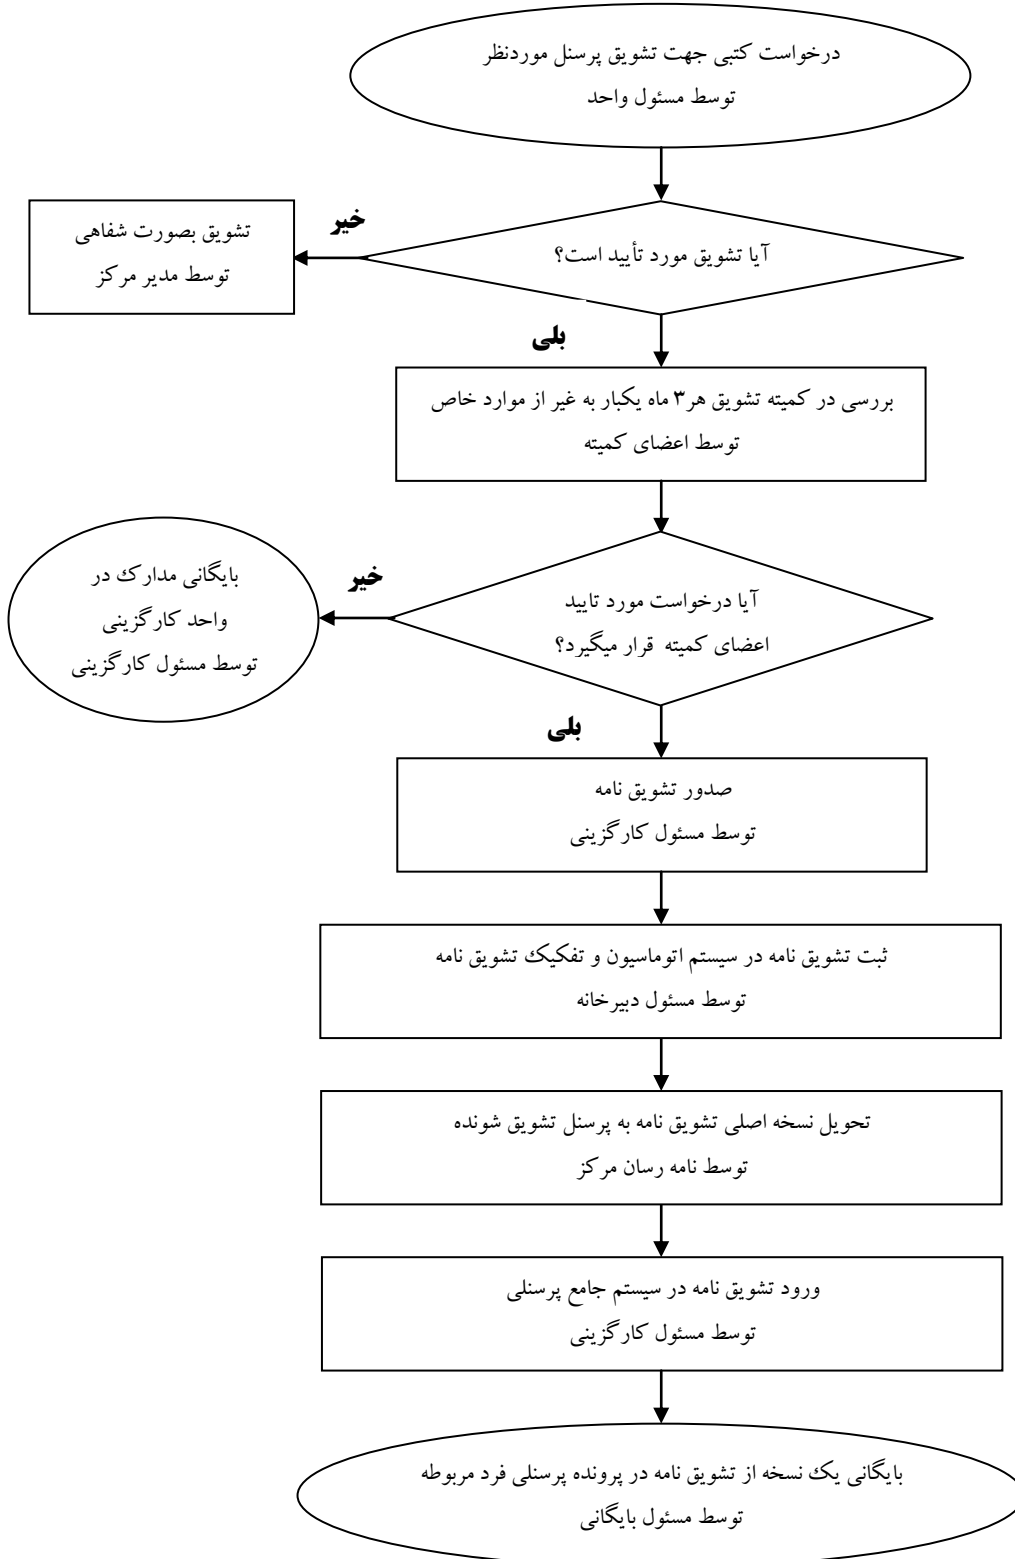 درخواست کتبی جهت تشویق پرسنل موردنظر
توسط مسئول واحد
آیا تشویق مورد تأیید است؟
خیر
تشویق بصورت شفاهی
توسط مدیر مرکز
بلی
بررسی در کمیته تشویق هر۳ ماه یکبار به غیر از موارد خاص
توسط اعضای کمیته
آیا درخواست مورد تایید
اعضای کمیته قرار میگیرد؟
خیر
بایگانی مدارک در
واحد کارگزینی
توسط مسئول کارگزینی
بلی
صدور تشویق نامه
توسط مسئول کارگزینی
ثبت تشویق نامه در سیستم اتوماسیون و تفکیک تشویق نامه
توسط مسئول دبیرخانه
تحویل نسخه اصلی تشویق نامه به پرسنل تشویق شونده
توسط نامه رسان مرکز
ورود تشویق نامه در سیستم جامع پرسنلی
توسط مسئول کارگزینی
بایگانی یک نسخه از تشویق نامه در پرونده پرسنلی فرد مربوطه
توسط مسئول بایگانی